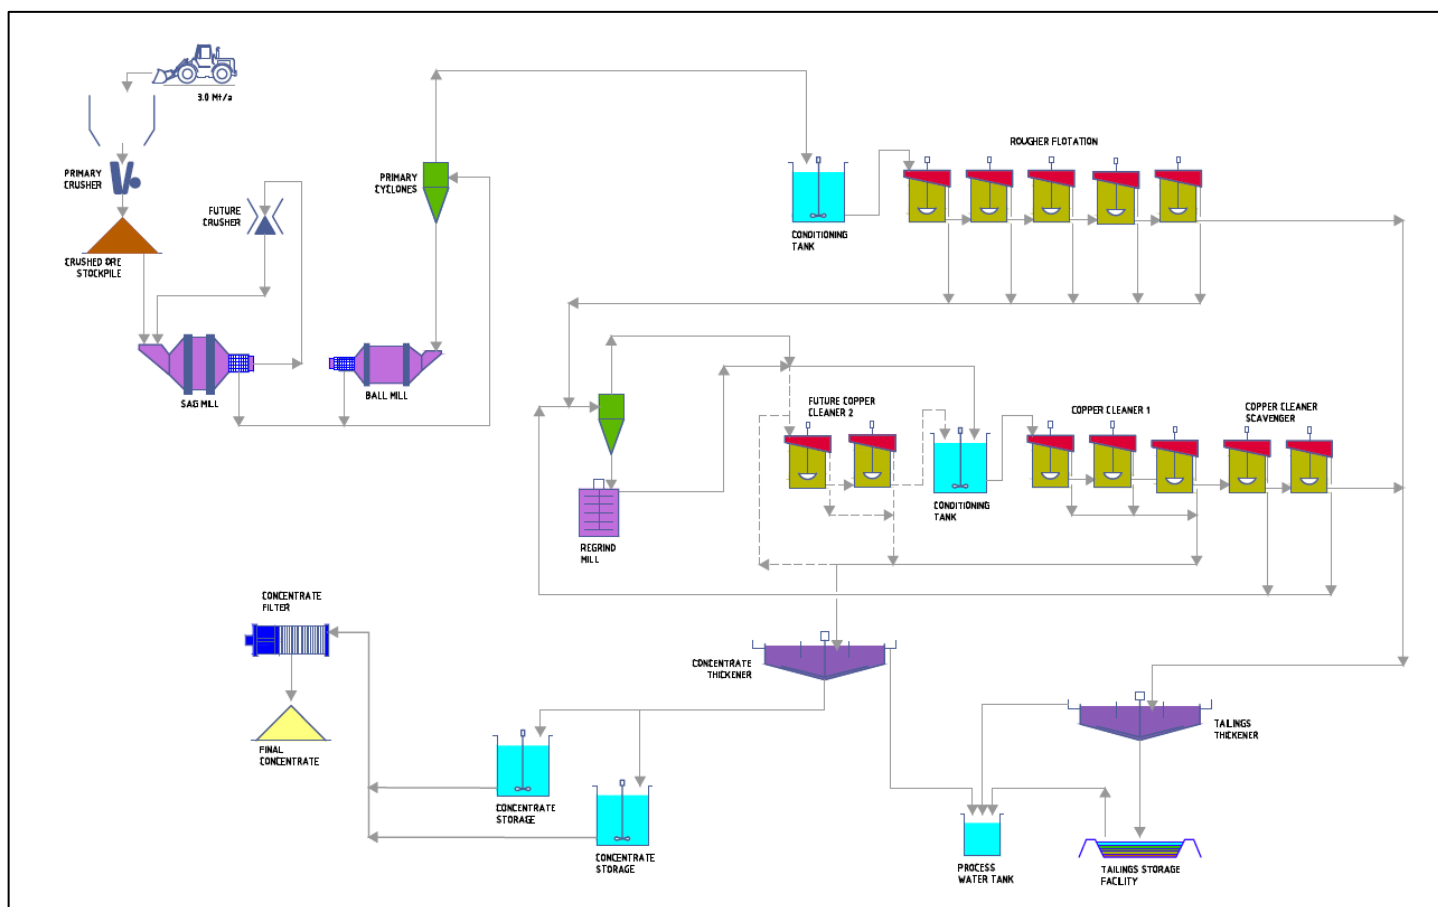 3.0 Mt/a
PRIMARY
CRUSHER
FUTURE
CRUSHER
CRUSHED ORE
STOCKPILE
SAG MILL
PRIMARY
CYCLONES
BALL MILL
CONDITIONING
TANK
ROUGHER FLOTATION
REGRIND
MILL
FUTURE COPPER
CLEANER 2
CONDITIONING
TANK
COPPER CLEANER 1
COPPER CLEANER
SCAVENGER
CONCENTRATE
FILTER
FINAL
CONCENTRATE
CONCENTRATE
STORAGE
CONCENTRATE
STORAGE
CONCENTRATE
THICKENER
TAILINGS
THICKENER
PROCESS
WATER TANK
TAILINGS STORAGE
FACILITY